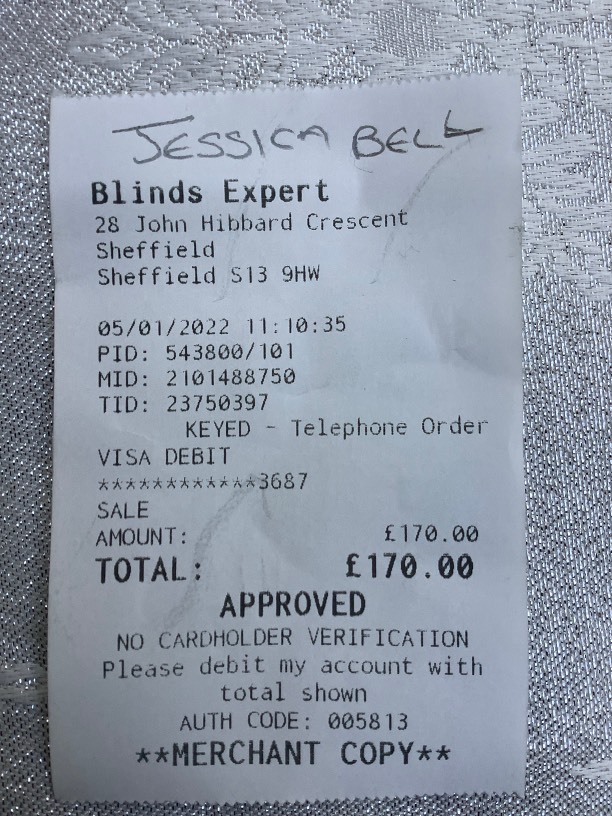 JESSICA BELL
Blinds Expert
28 John Hibbard Crescent
Sheffield
Sheffield S13 9HW
05/01/2022 11:10:35
PID: 543800/101
MID: 2101488750
TID: 23750397
KEYED - Telephone Order
VISA DEBIT
************3687
SALE
AMOUNT: £170.00
TOTAL: £170.00
APPROVED
NO CARDHOLDER VERIFICATION
Please debit my account with
total shown
AUTH CODE: 005813
**MERCHANT COPY**